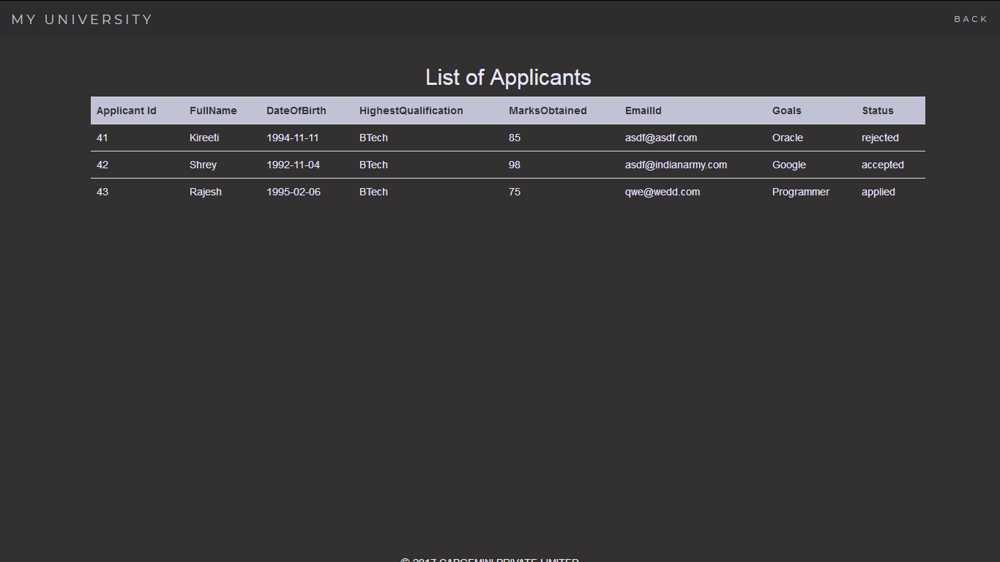 MY UNIVERSITY BACK
List of Applicants
Applicant Id FullName DateOfBirth HighestQualification MarksObtained EmailId Goals Status
41 Kireeti 1994-11-11 BTech 85 asdf@asdf.com Oracle rejected
42 Shrey 1992-11-04 BTech 98 asdf@indianarmy.com Google accepted
43 Rajesh 1995-02-06 BTech 75 qwe@wedd.com Programmer applied
© 2017 CAPGEMINI PRIVATE LIMITED